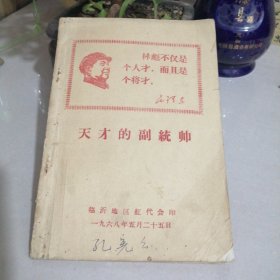 林彪不仅是
个人才，而且是
个将才。
毛泽东
天才的副統帅
临沂地区紅代会印
一九六八年五月二十五日